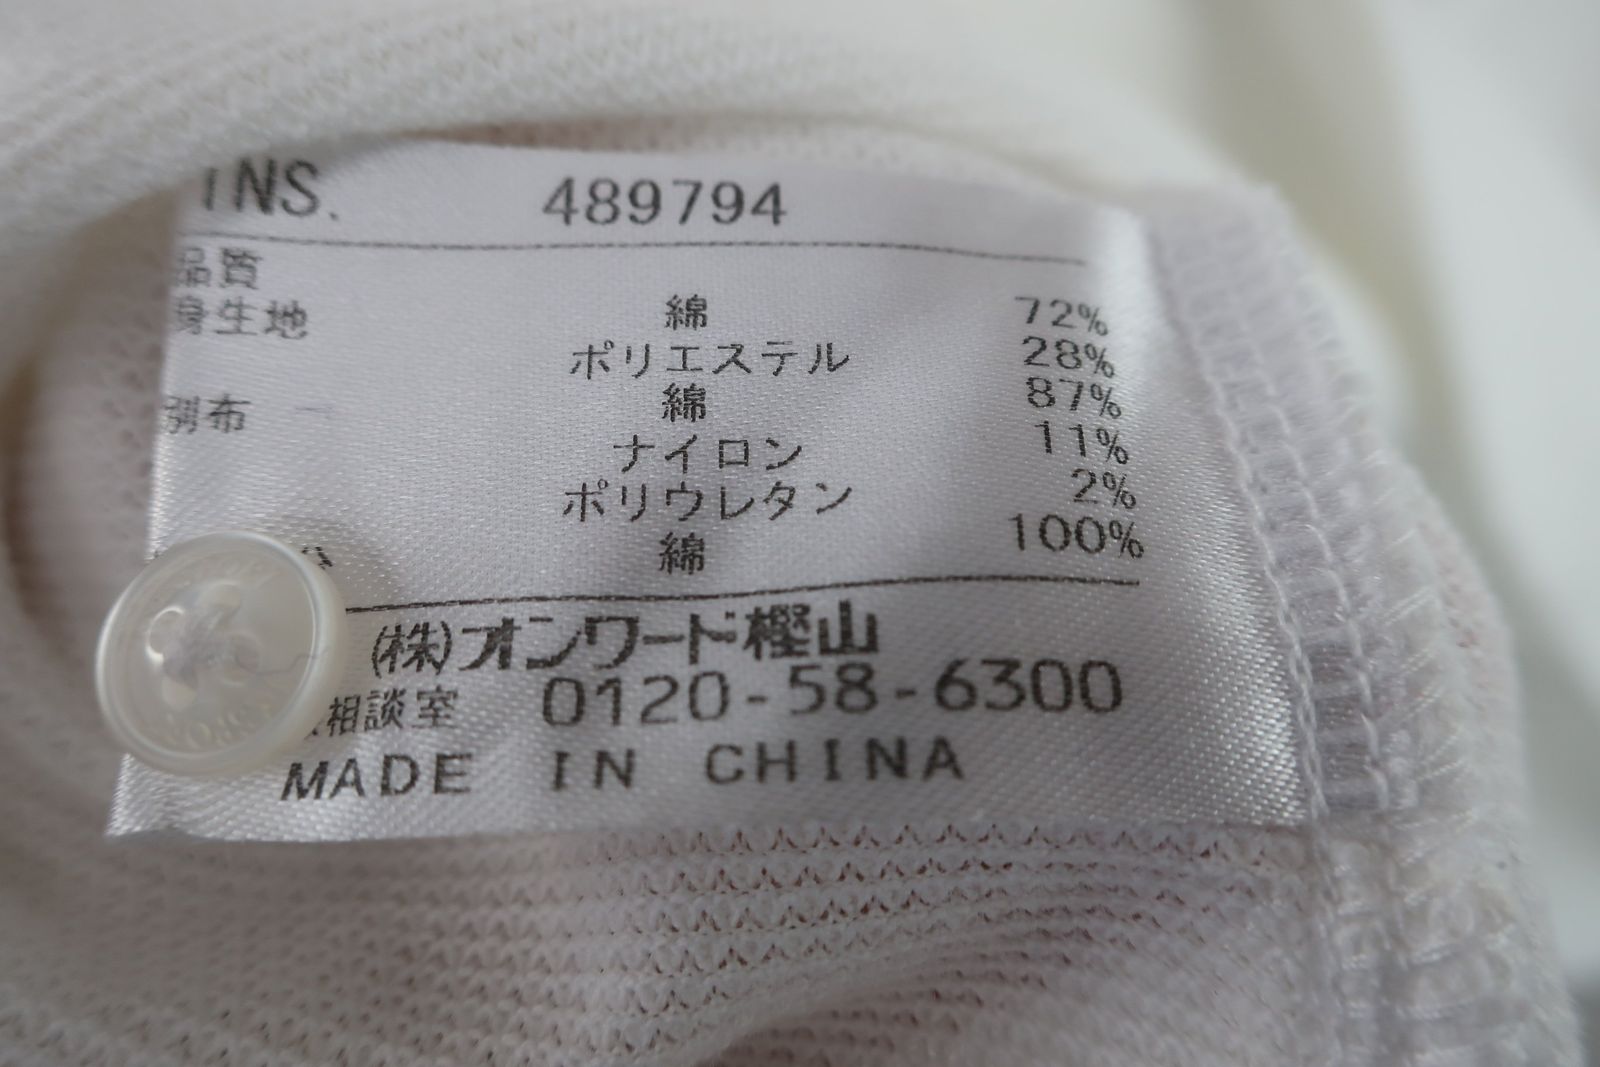 INS. 489794
品質
身生地 綿 72%
ポリエステル 28%
別布 綿 87%
ナイロン 11%
ポリウレタン 2%
綿 100%
(株)オンワード樫山
相談室 0120-58-6300
MADE IN CHINA